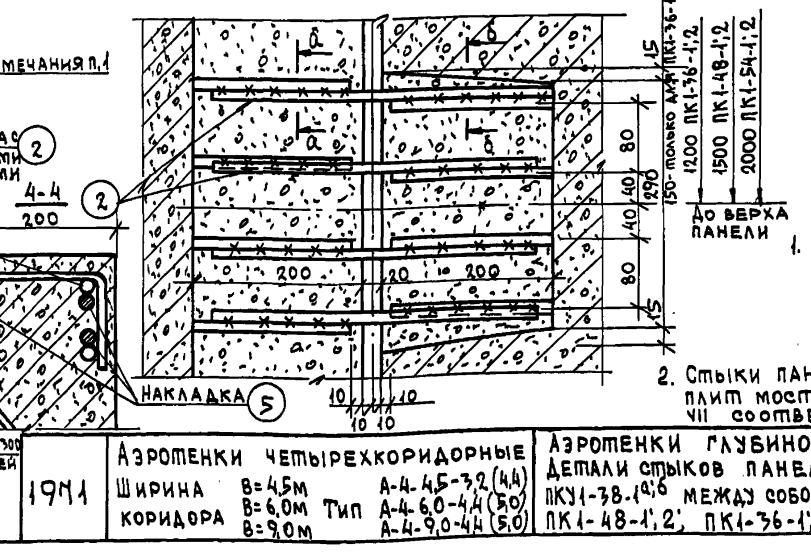 МЕЧАНИЯ П.1
2
2
4-4
200
а
а
б
б
200
20
200
НАКЛАДКА 5
10
10
10
10
15
80
40
40
290
80
15
150-ТОЛЬКО ДЛЯ ПК1-36-1
1200 ПК1-36-1; 2
1500 ПК1-48-1; 2
2000 ПК1-54-1; 2
ДО ВЕРХА
ПАНЕЛИ
1.
2. СТЫКИ ПАН
ПЛИТ МОСТ
VII СООТВЕ
1971
АЭРОТЕНКИ ЧЕТЫРЕХКОРИДОРНЫЕ
ШИРИНА КОРИДОРА
B=4,5М
B=6,0М
B=9,0М
ТИП
А-4-4,5-3,2(4,4)
А-4-6,0-4,4(5,0)
А-4-9,0-4,4(5,0)
АЭРОТЕНКИ ГЛУБИНО
ДЕТАЛИ СТЫКОВ ПАНЕЛ
ПКУ1-38-1а,б МЕЖДУ СОБО
ПК1-48-1; 2; ПК1-36-1;